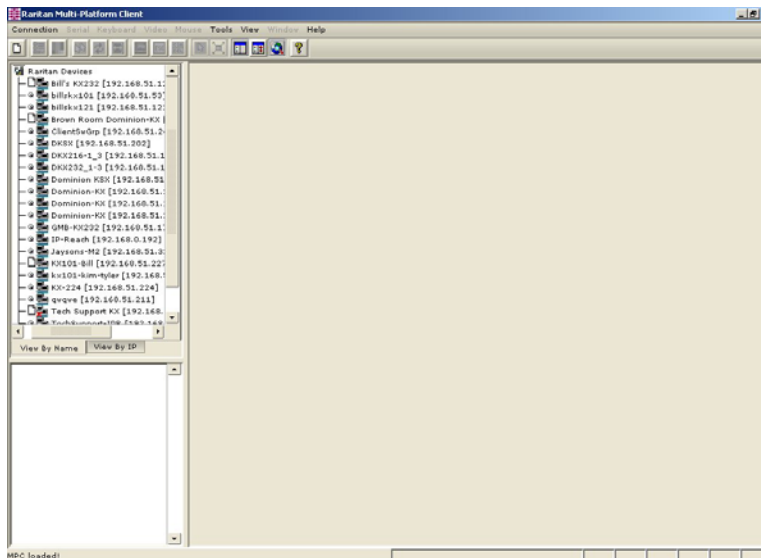 Raritan Multi-Platform Client
Connection Serial Keyboard Video Mouse Tools View Window Help
Raritan Devices
Bill's KX232 [192.168.51.1
billskx101 [192.168.51.53]
billskx121 [192.168.51.12
Brown Room Dominion-KX [
ClientSwGrp [192.168.51.2
DKSX [192.168.51.202]
DKX216-1_3 [192.168.51.1
DKX232_1-3 [192.168.51.1
Dominion KSX [192.168.51
Dominion-KX [192.168.51.
Dominion-KX [192.168.51.
Dominion-KX [192.168.51.
GMB-KX232 [192.168.51.1
IP-Reach [192.168.0.192]
Jaysons-M2 [192.168.51.3
KX101-Bill [192.168.51.227
kx101-kim-tyler [192.168.
KX-224 [192.168.51.224]
qvqve [192.168.51.211]
Tech Support KX [192.168.
View By Name View By IP
MPC loaded!